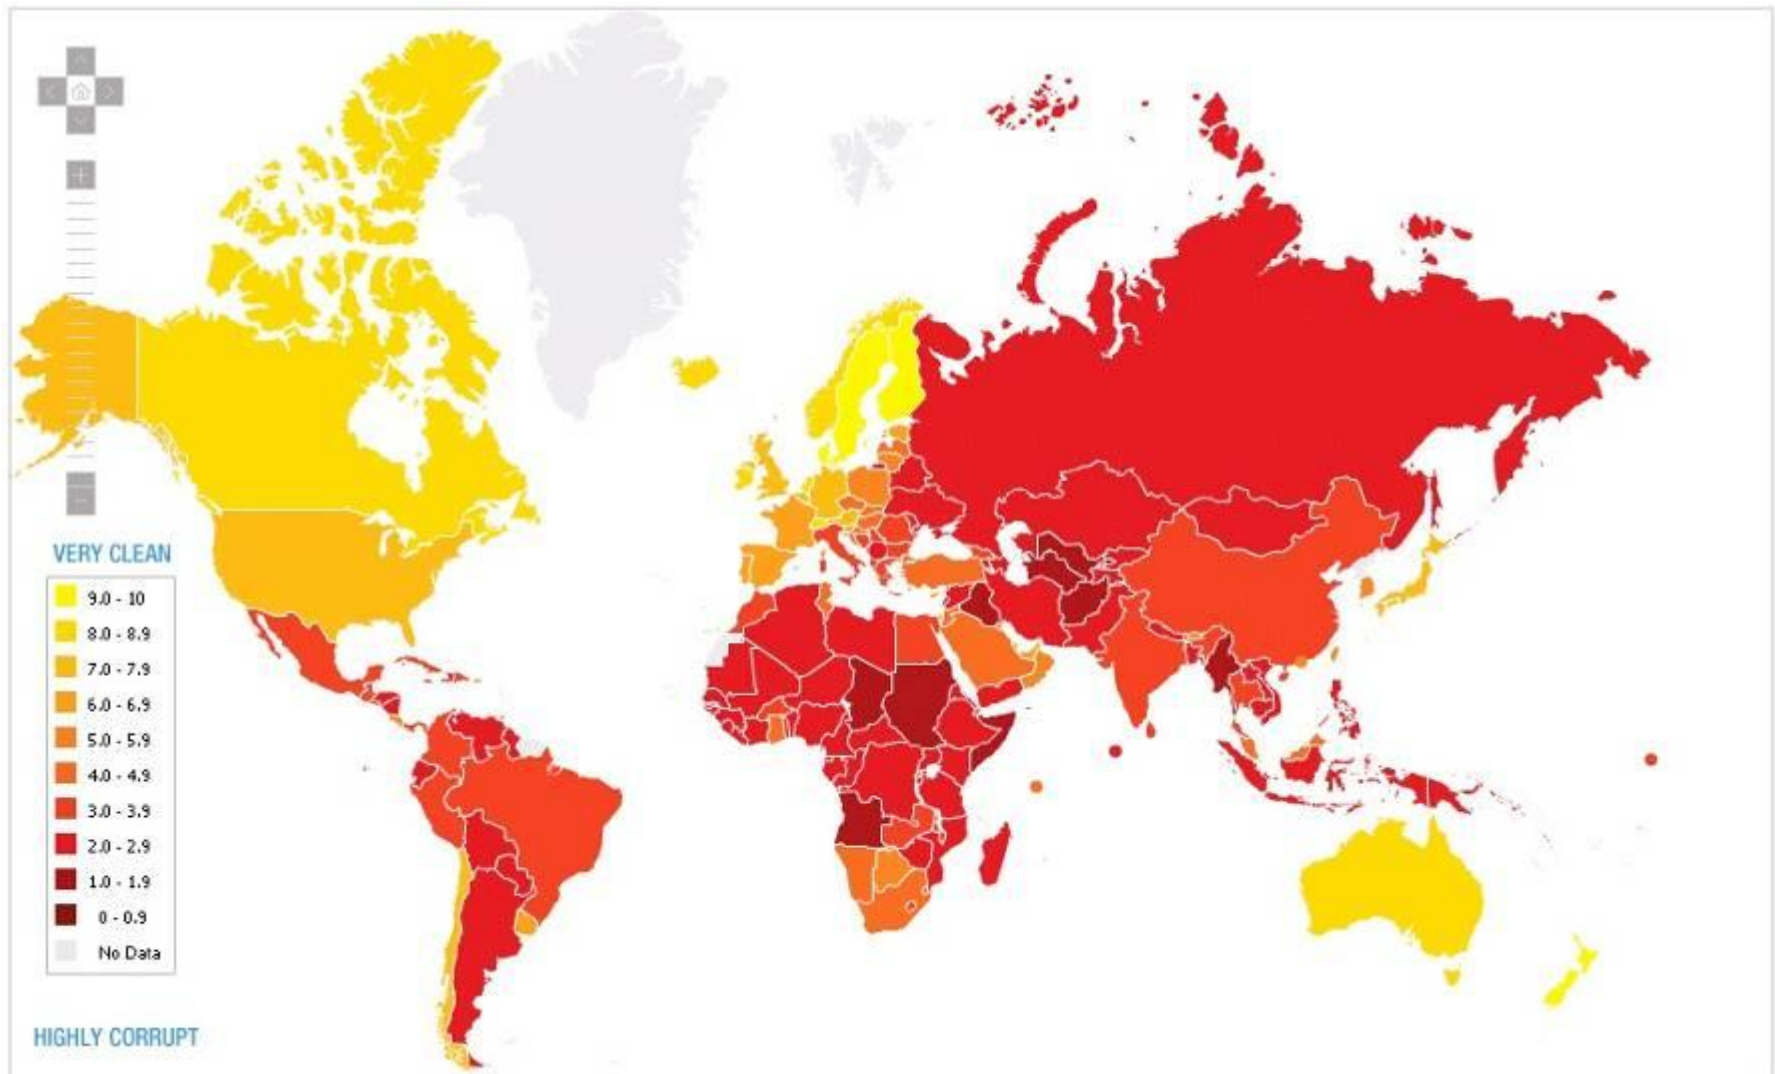 VERY CLEAN
9.0 - 10
8.0 - 8.9
7.0 - 7.9
6.0 - 6.9
5.0 - 5.9
4.0 - 4.9
3.0 - 3.9
2.0 - 2.9
1.0 - 1.9
0 - 0.9
No Data
HIGHLY CORRUPT